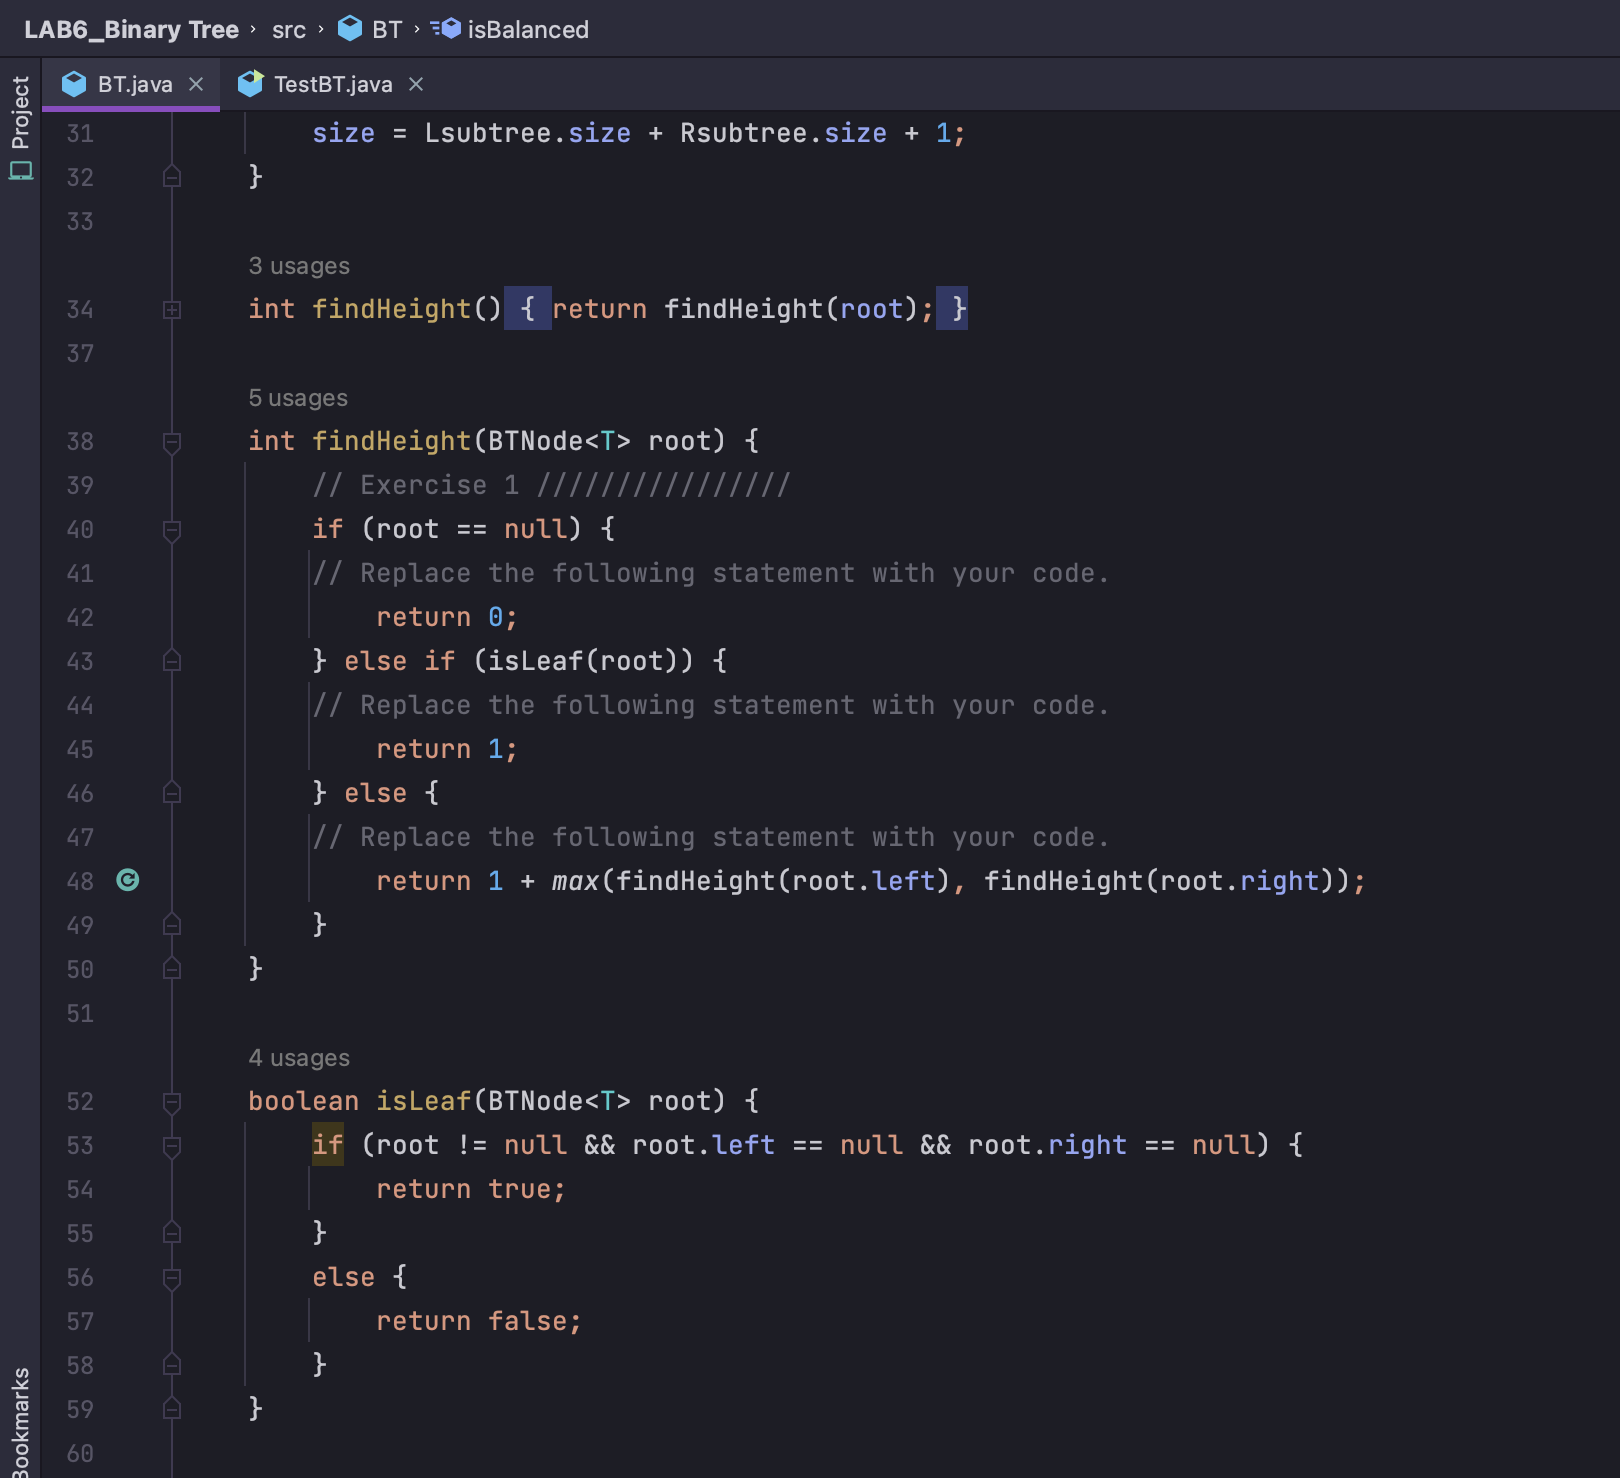 LAB6_Binary Tree › src › BT › isBalanced
Project
BT.java × TestBT.java ×
31 size = Lsubtree.size + Rsubtree.size + 1;
32 }
33
3 usages
34 int findHeight() { return findHeight(root); }
37
5 usages
38 int findHeight(BTNode<T> root) {
39 // Exercise 1 ////////////////
40 if (root == null) {
41 // Replace the following statement with your code.
42 return 0;
43 } else if (isLeaf(root)) {
44 // Replace the following statement with your code.
45 return 1;
46 } else {
47 // Replace the following statement with your code.
48 return 1 + max(findHeight(root.left), findHeight(root.right));
49 }
50 }
51
4 usages
52 boolean isLeaf(BTNode<T> root) {
53 if (root != null && root.left == null && root.right == null) {
54 return true;
55 }
56 else {
57 return false;
58 }
59 }
60
Bookmarks